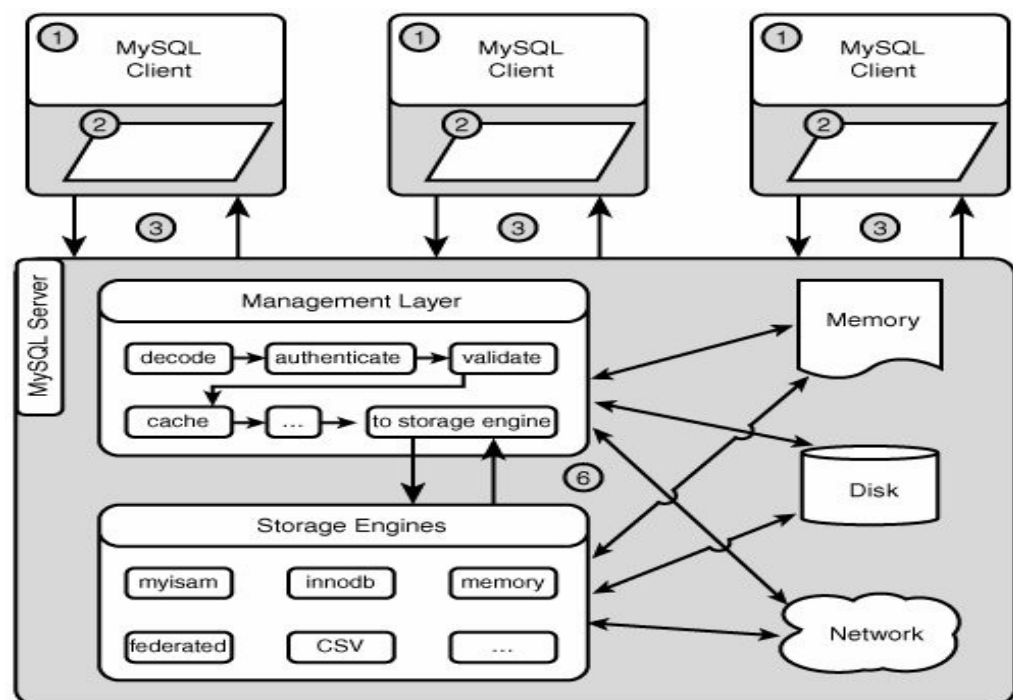 1
MySQL
Client
2
1
MySQL
Client
2
1
MySQL
Client
2
3
3
3
MySQL Server
Management Layer
decode
authenticate
validate
cache
...
to storage engine
Memory
6
Disk
Storage Engines
myisam
innodb
memory
federated
CSV
...
Network